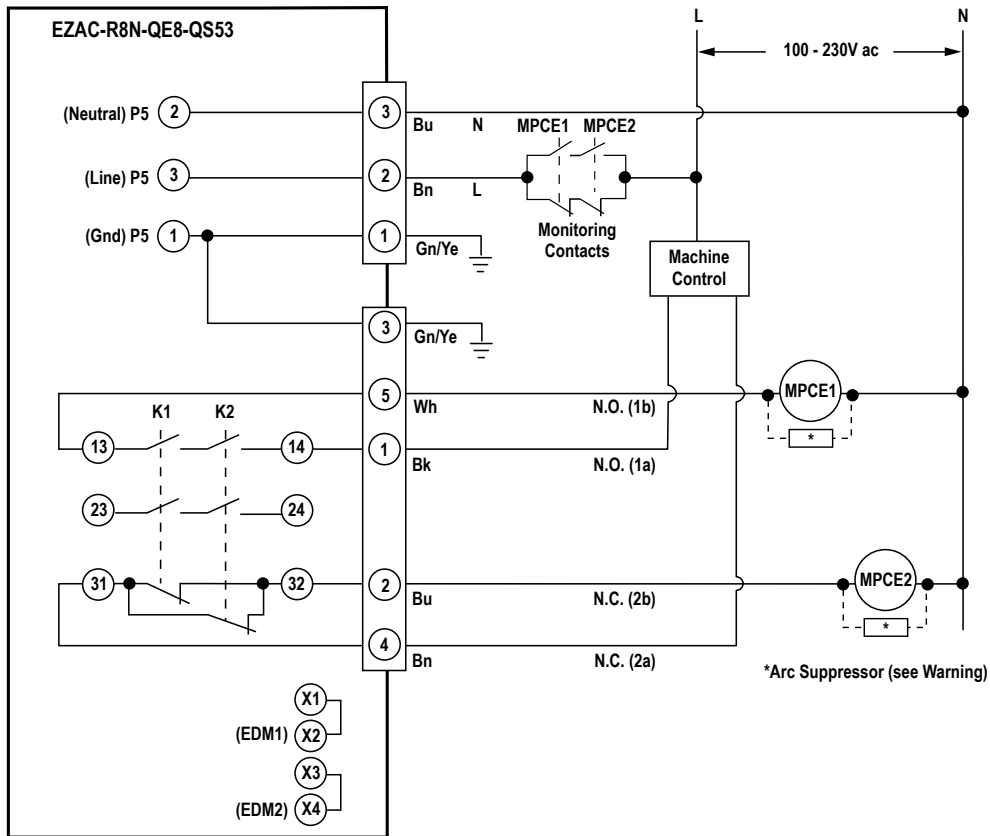 EZAC-R8N-QE8-QS53
L
N
100 - 230V ac
(Neutral) P5 2
3
Bu N
MPCE1 MPCE2
(Line) P5 3
2
Bn L
Monitoring
Contacts
(Gnd) P5 1
1
Gn/Ye
Machine
Control
3
Gn/Ye
5
Wh N.O. (1b)
MPCE1
*
K1 K2
13 14
1
Bk N.O. (1a)
23 24
31 32
2
Bu N.C. (2b)
MPCE2
*
4
Bn N.C. (2a)
*Arc Suppressor (see Warning)
X1
(EDM1) X2
X3
(EDM2) X4